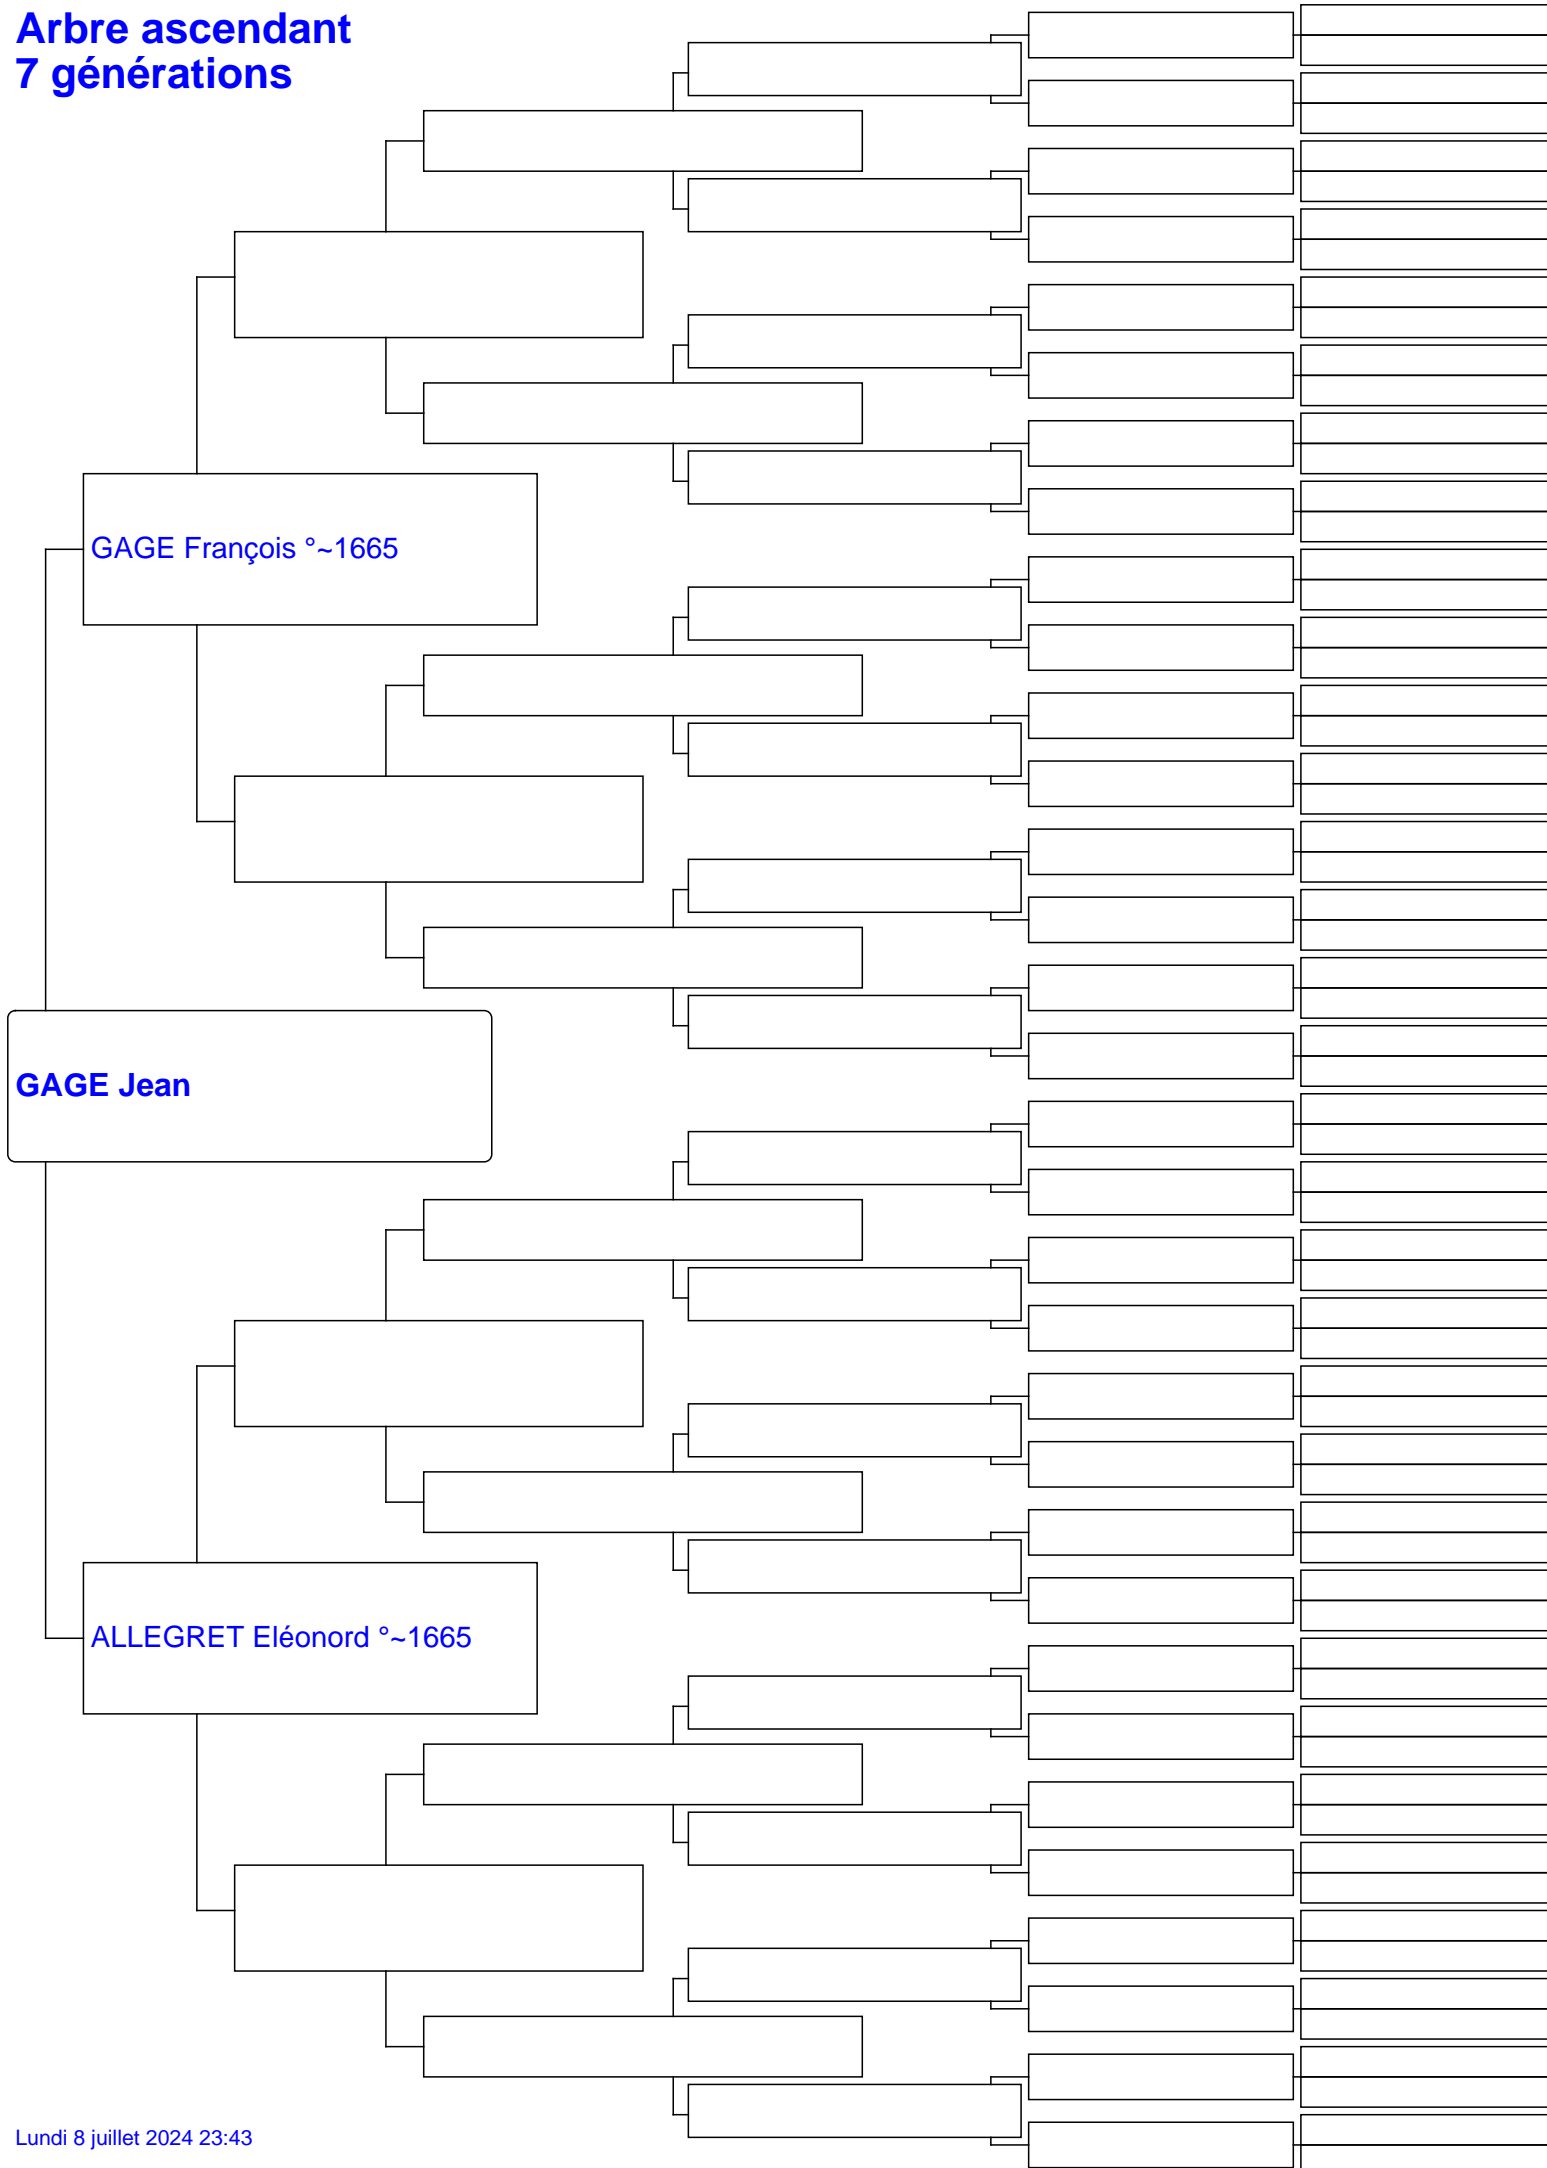 Arbre ascendant
7 générations
GAGE François °~1665
GAGE Jean
ALLEGRET Eléonord °~1665
Lundi 8 juillet 2024 23:43